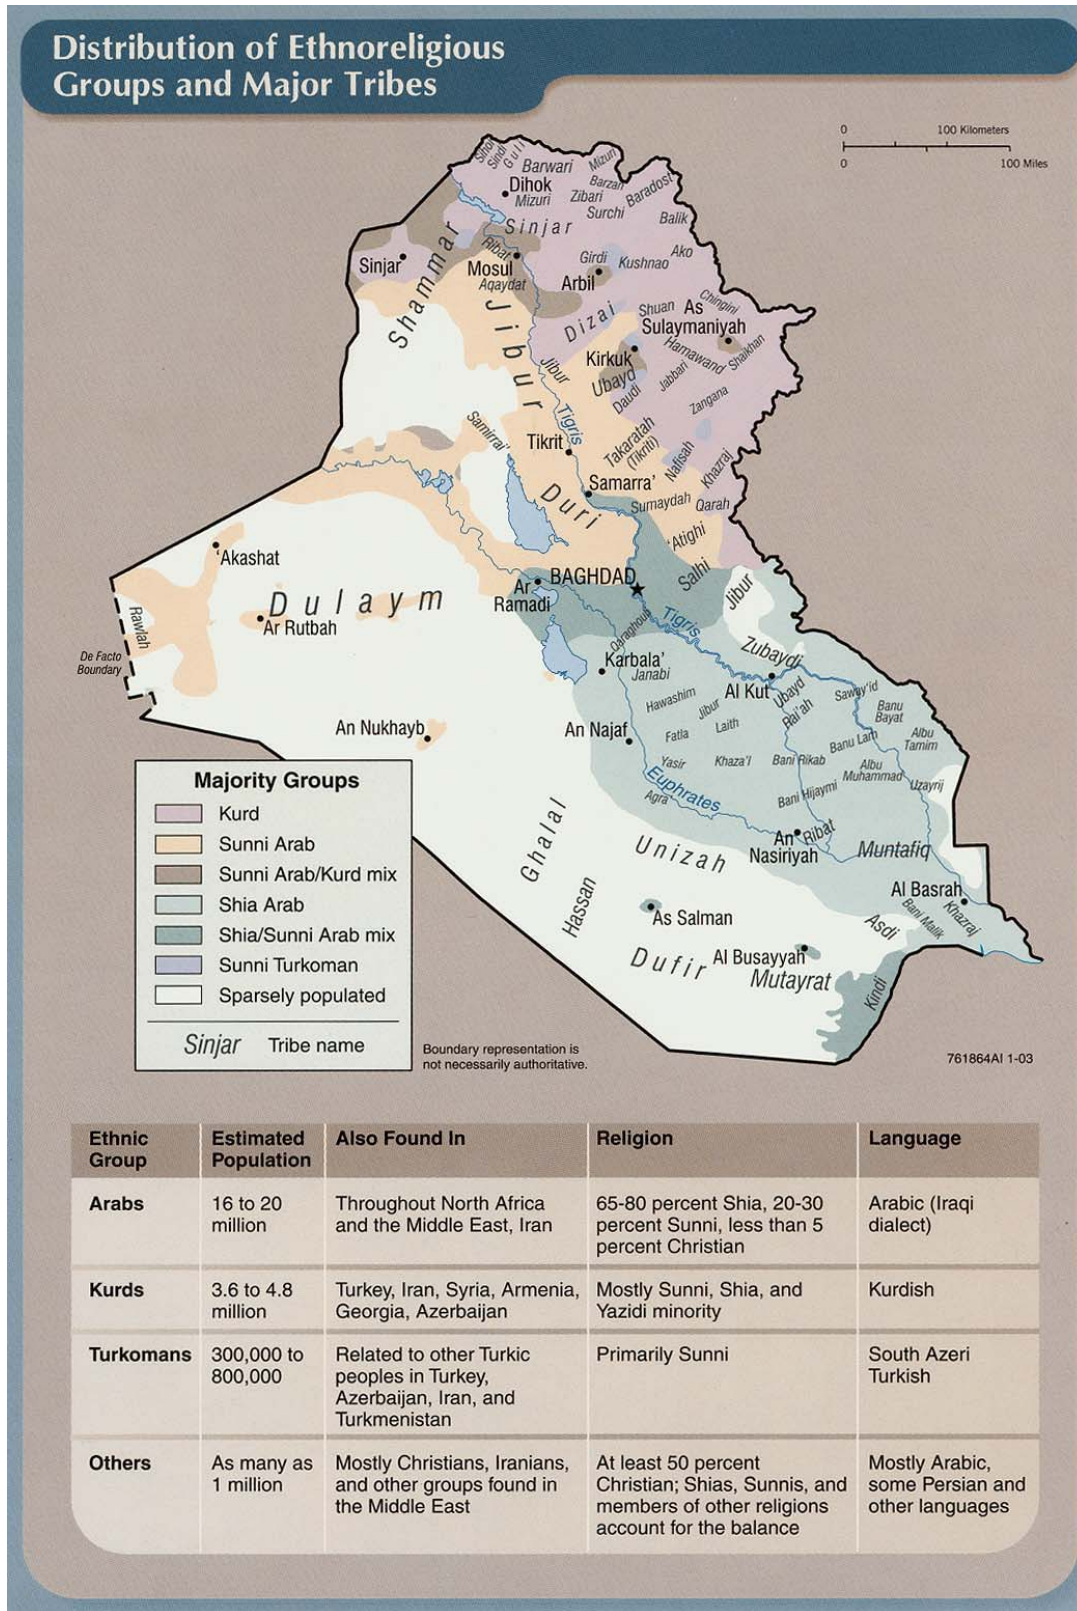 Distribution of Ethnoreligious
Groups and Major Tribes
0 100 Kilometers
0 100 Miles
Sihoi
Sindi
Guli
Barwari
Mizuri
Dihok
Mizuri
Barzan
Zibari
Baradost
Surchi
Balik
Sinjar
Ribat
Shammar
Sinjar
Mosul
Aqaydat
Girdi
Kushnao
Ako
Arbil
Jibur
Dizai
Shuan
As
Sulaymaniyah
Chingini
Hamawand
Shaikhan
Kirkuk
Ubayd
Daudi
Jabbari
Zangana
Jibur
Tigris
Samirrai'
Tikrit
Takaratah
(Tikriti)
Nafisah
Khazraj
Samarra'
Duri
Sumaydah
Qarah
'Atighi
Salhi
'Akashat
Dulaym
Ar Rutbah
Rawlah
De Facto
Boundary
Ar
Ramadi
BAGHDAD
Jibur
Qaraghoul
Tigris
Zubaydi
Karbala'
Janabi
Al Kut
Hawashim
Jibur
Ubayd
Rai'ah
Saway'id
Banu
Bayat
An Nukhayb
An Najaf
Fatla
Laith
Banu Lam
Albu
Tamim
Yasir
Khaza'l
Bani Rikab
Albu
Muhammad
Uzayrij
Euphrates
Agra'
Bani Hijaymi
Ghalal
Unizah
An
Nasiriyah
Ribat
Muntafiq
Hassan
As Salman
Al Basrah
Bani Malik
Khazraj
Asdi
Dufir
Al Busayyah
Mutayrat
Kindi
Majority Groups
Kurd
Sunni Arab
Sunni Arab/Kurd mix
Shia Arab
Shia/Sunni Arab mix
Sunni Turkoman
Sparsely populated
Sinjar Tribe name
Boundary representation is
not necessarily authoritative.
761864AI 1-03
Ethnic
Group
Estimated
Population
Also Found In
Religion
Language
Arabs
16 to 20
million
Throughout North Africa
and the Middle East, Iran
65-80 percent Shia, 20-30
percent Sunni, less than 5
percent Christian
Arabic (Iraqi
dialect)
Kurds
3.6 to 4.8
million
Turkey, Iran, Syria, Armenia,
Georgia, Azerbaijan
Mostly Sunni, Shia, and
Yazidi minority
Kurdish
Turkomans
300,000 to
800,000
Related to other Turkic
peoples in Turkey,
Azerbaijan, Iran, and
Turkmenistan
Primarily Sunni
South Azeri
Turkish
Others
As many as
1 million
Mostly Christians, Iranians,
and other groups found in
the Middle East
At least 50 percent
Christian; Shias, Sunnis, and
members of other religions
account for the balance
Mostly Arabic,
some Persian and
other languages